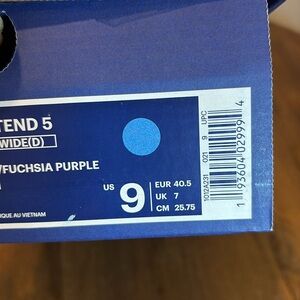 TEND 5
WIDE(D)
/FUCHSIA PURPLE
US 9
EUR 40.5
UK 7
CM 25.75
IQUE AU VIETNAM
1012A231 021 9 UPC
1 93604 02999 4